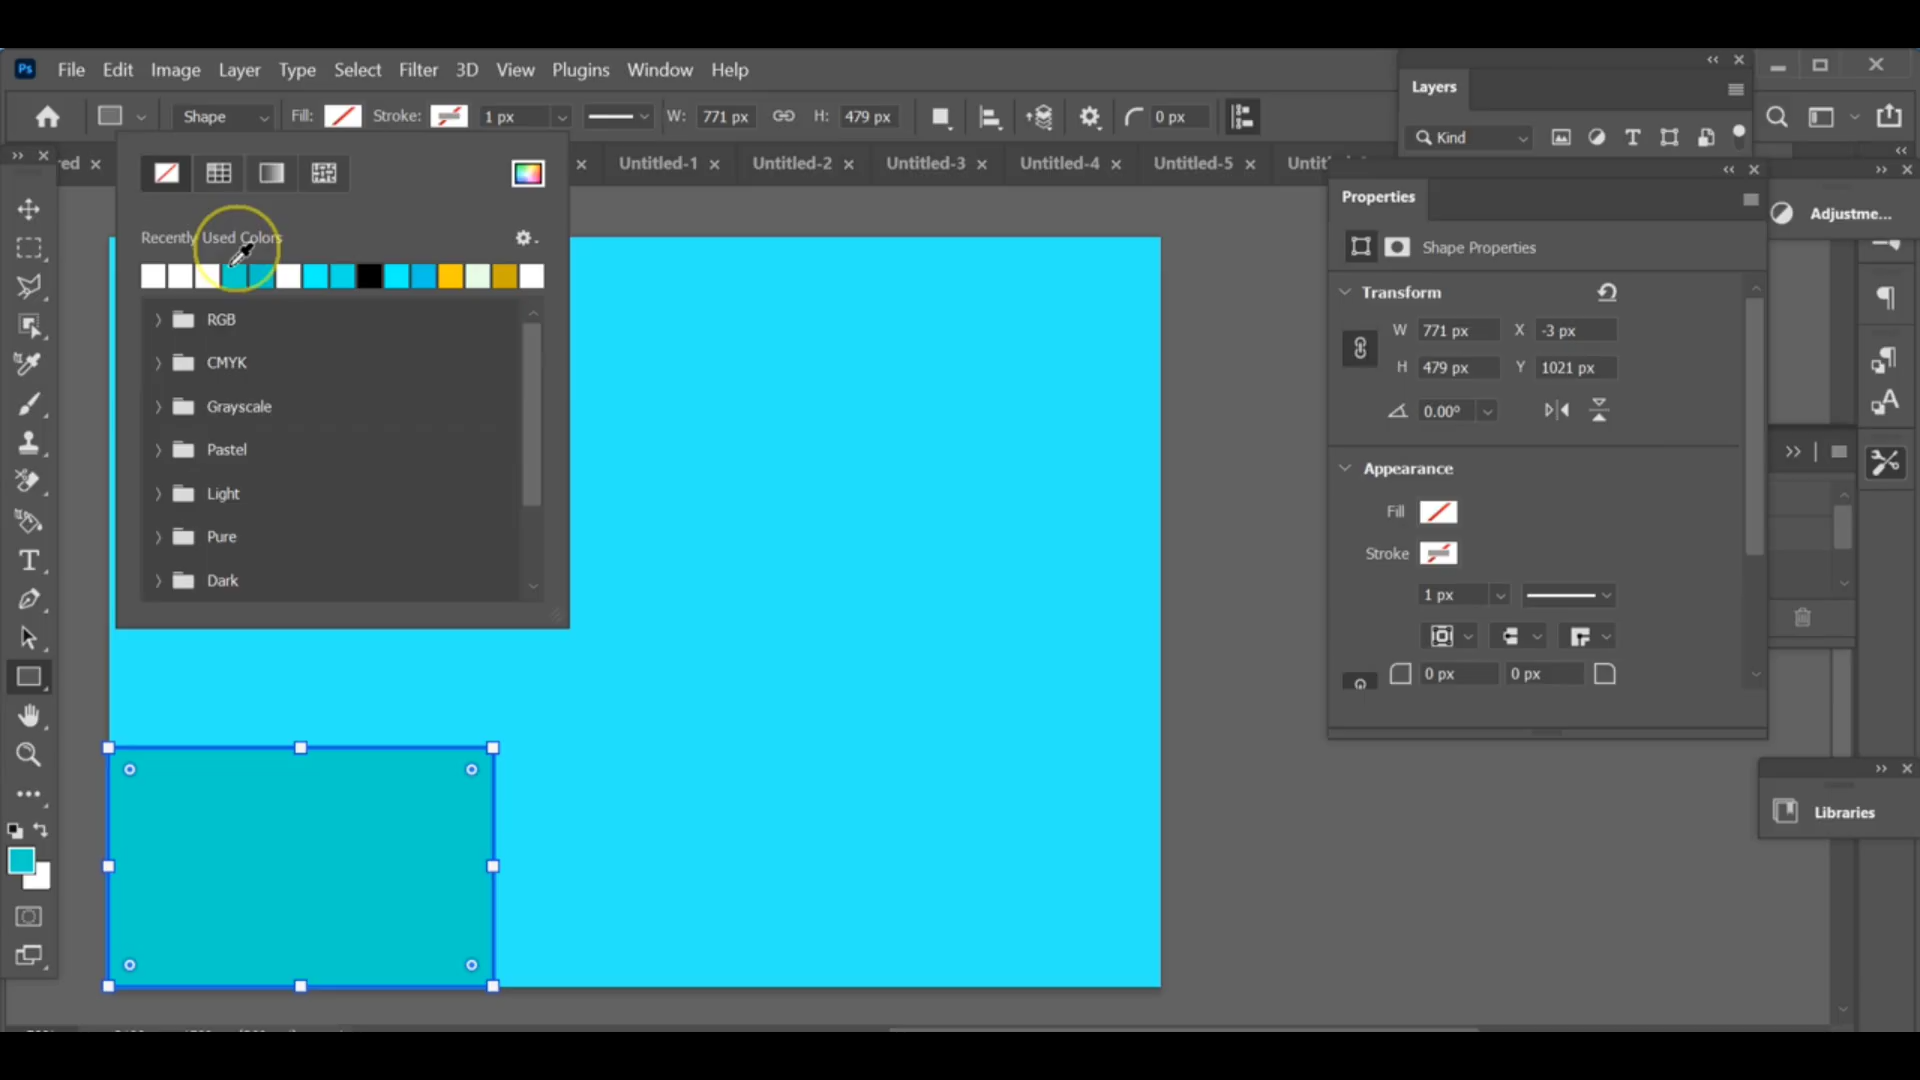 Ps File Edit Image Layer Type Select Filter 3D View Plugins Window Help
Layers
Shape Fill: Stroke: 1 px W: 771 px H: 479 px 0 px
Kind
Untitled-1 Untitled-2 Untitled-3 Untitled-4 Untitled-5
Properties
Adjustme...
Recently Used Colors
Shape Properties
Transform
W 771 px X -3 px
H 479 px Y 1021 px
0.00°
RGB
CMYK
Grayscale
Pastel
Light
Pure
Dark
Appearance
Fill
Stroke
1 px
0 px 0 px
Libraries